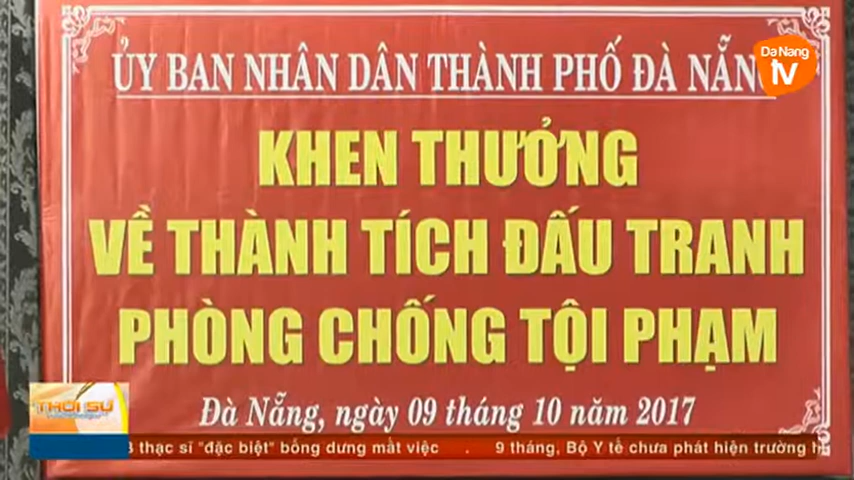 Da Nang
tv
ỦY BAN NHÂN DÂN THÀNH PHỐ ĐÀ
KHEN THƯỞNG
VỀ THÀNH TÍCH ĐẤU TRANH
PHÒNG CHỐNG TỘI PHẠM
Đà Nẵng, ngày 09 tháng 10 năm 2017
THỜI SỰ
thạc sĩ "đặc biệt" bỗng dưng mất việc . 9 tháng, Bộ Y tế chưa phát hiện trường